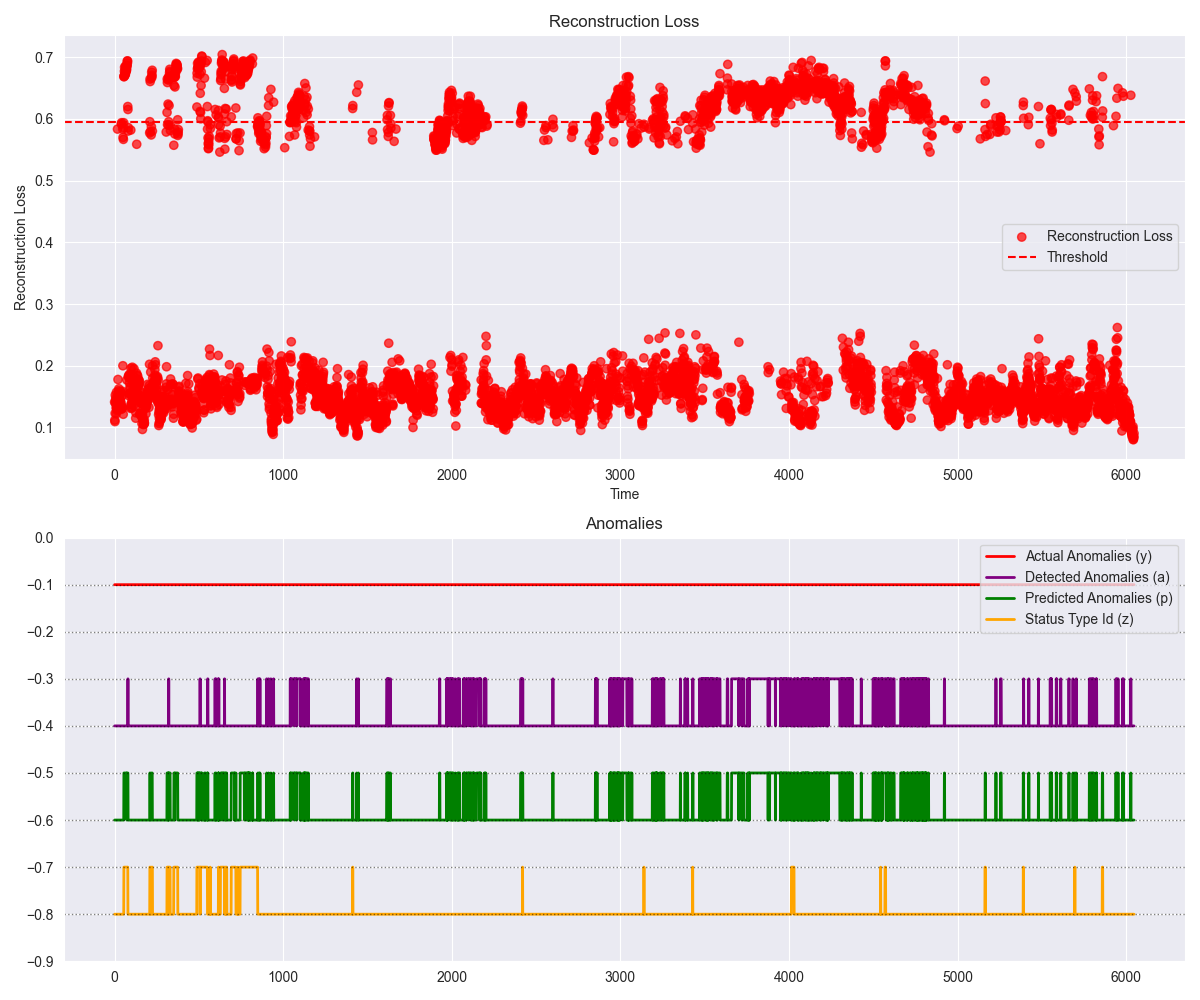 Reconstruction Loss
0.7
0.6
0.5
0.4
0.3
0.2
0.1
Reconstruction Loss
Reconstruction Loss
Threshold
0 1000 2000 3000 4000 5000 6000
Time
Anomalies
0.0
−0.1
−0.2
−0.3
−0.4
−0.5
−0.6
−0.7
−0.8
−0.9
Actual Anomalies (y)
Detected Anomalies (a)
Predicted Anomalies (p)
Status Type Id (z)
0 1000 2000 3000 4000 5000 6000